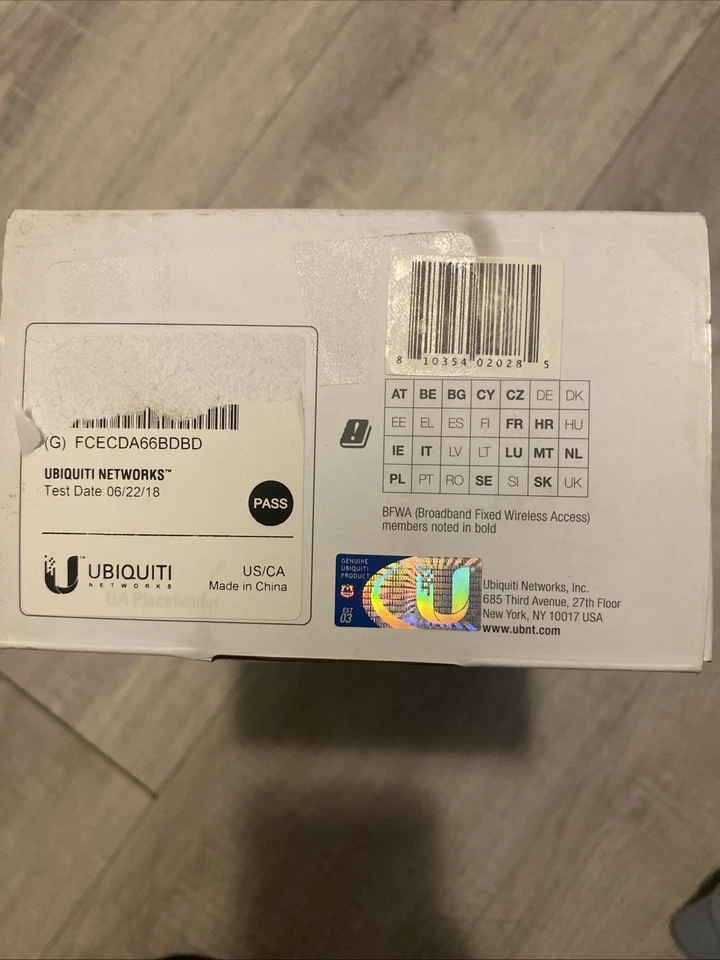 8 10354 02028 5
AT BE BG CY CZ DE DK
EE EL ES FI FR HR HU
IE IT LV LT LU MT NL
PL PT RO SE SI SK UK
BFWA (Broadband Fixed Wireless Access)
members noted in bold
(G) FCECDA66BDBD
UBIQUITI NETWORKS™
Test Date 06/22/18
PASS
U™ UBIQUITI
NETWORKS
US/CA
Made in China
UA Placeholder
GENUINE
UBIQUITI
PRODUCT
EST
03
U
Ubiquiti Networks, Inc.
685 Third Avenue, 27th Floor
New York, NY 10017 USA
www.ubnt.com